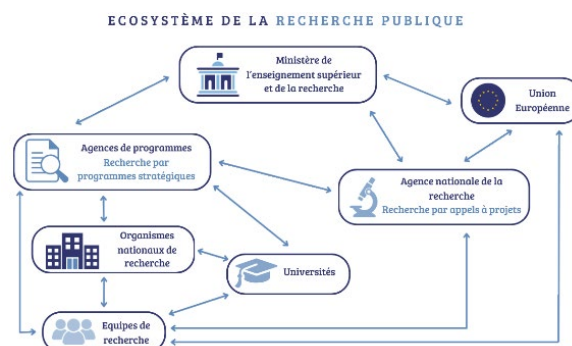 ECOSYSTÈME DE LA RECHERCHE PUBLIQUE
Ministère de
l'enseignement supérieur
et de la recherche
Union
Européenne
Agences de programmes
Recherche par
programmes stratégiques
Agence nationale de la
recherche
Recherche par appels à projets
Organismes
nationaux de
recherche
Universités
Equipes de
recherche